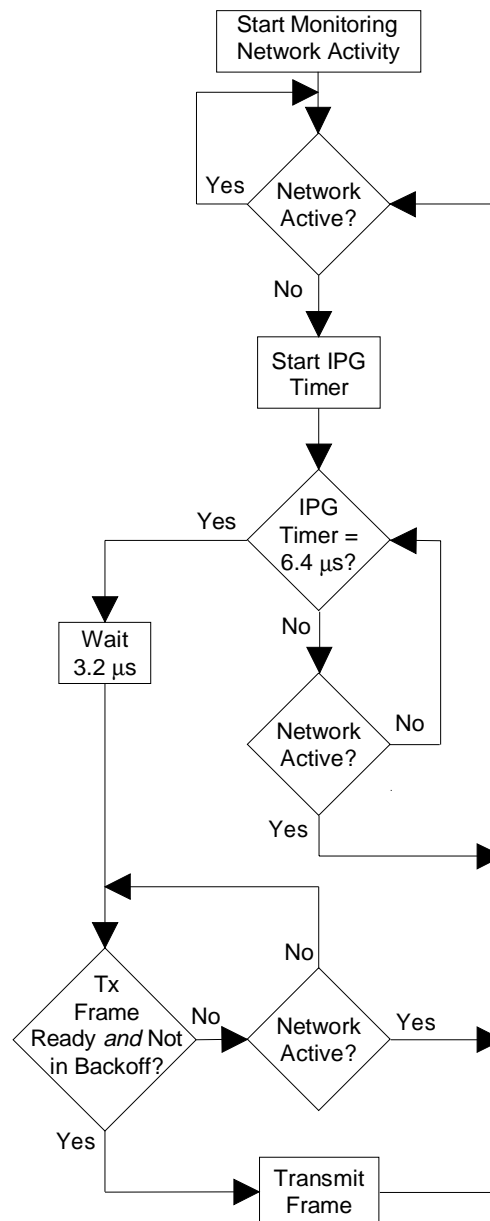 Start Monitoring
Network Activity
Yes
Network
Active?
No
Start IPG
Timer
Yes
IPG
Timer =
6.4 μs?
No
Wait
3.2 μs
Network
Active?
No
Yes
No
Tx
Frame
Ready and Not
in Backoff?
No
Network
Active?
Yes
Yes
Transmit
Frame